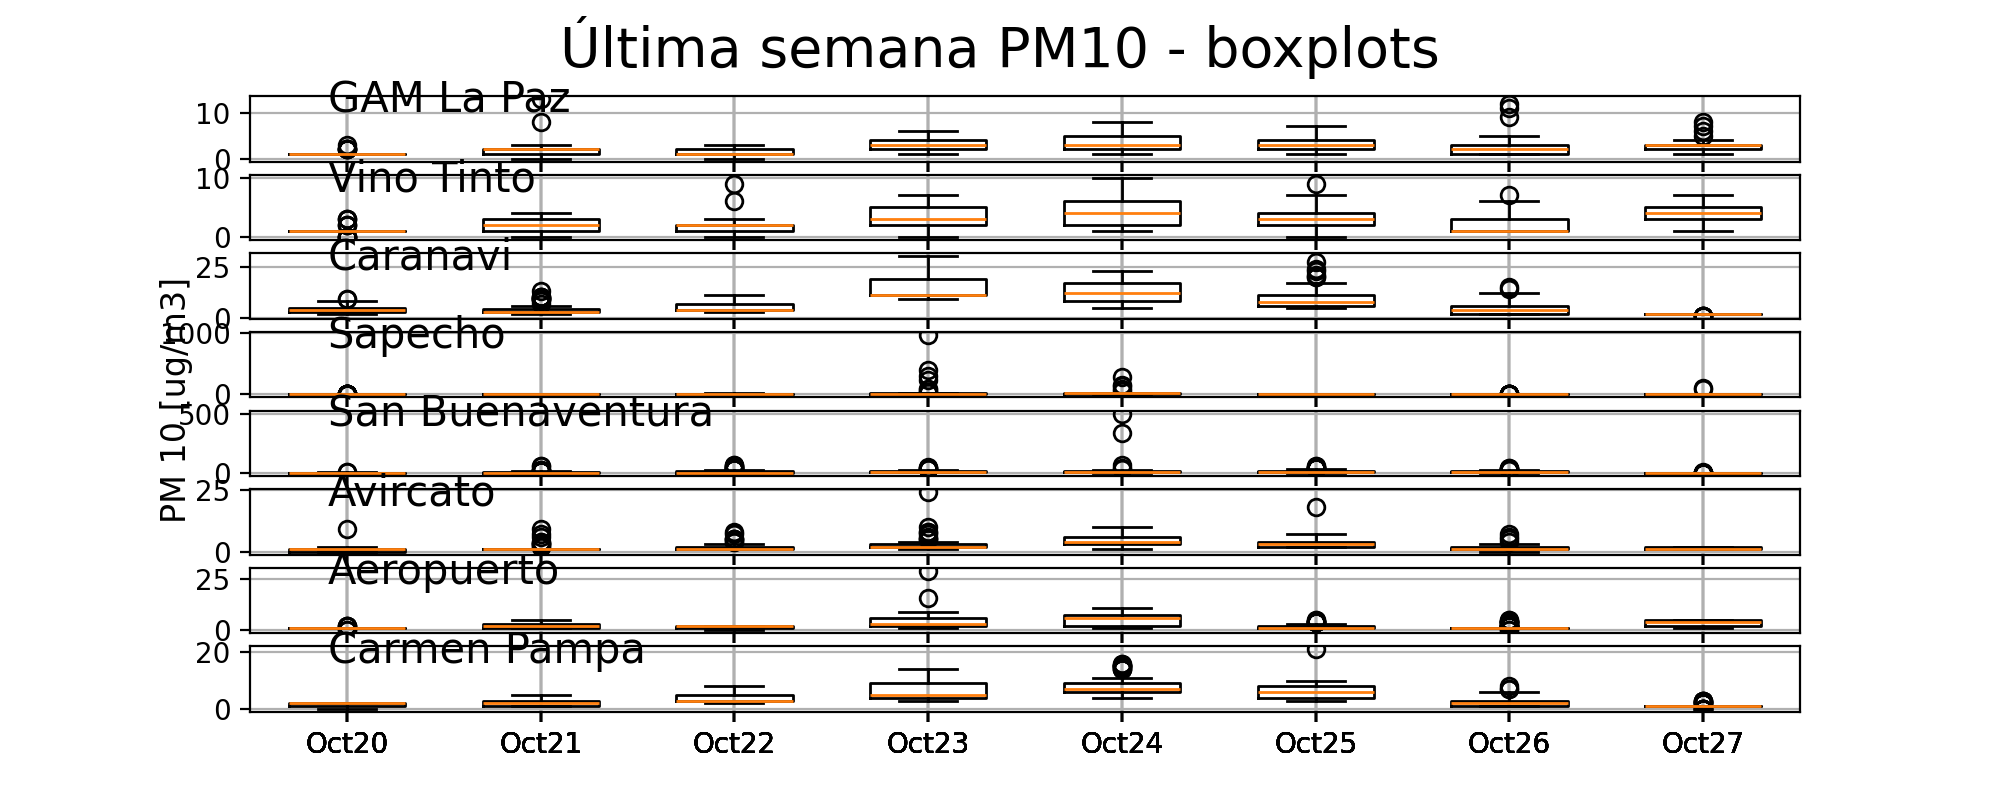 Última semana PM10 - boxplots
GAM La Paz
10
0
Vino Tinto
10
0
Caranavi
25
0
Sapecho
1000
0
San Buenaventura
500
0
Avircato
25
0
Aeropuerto
25
0
Carmen Pampa
20
0
PM 10 [ug/m3]
Oct20 Oct21 Oct22 Oct23 Oct24 Oct25 Oct26 Oct27